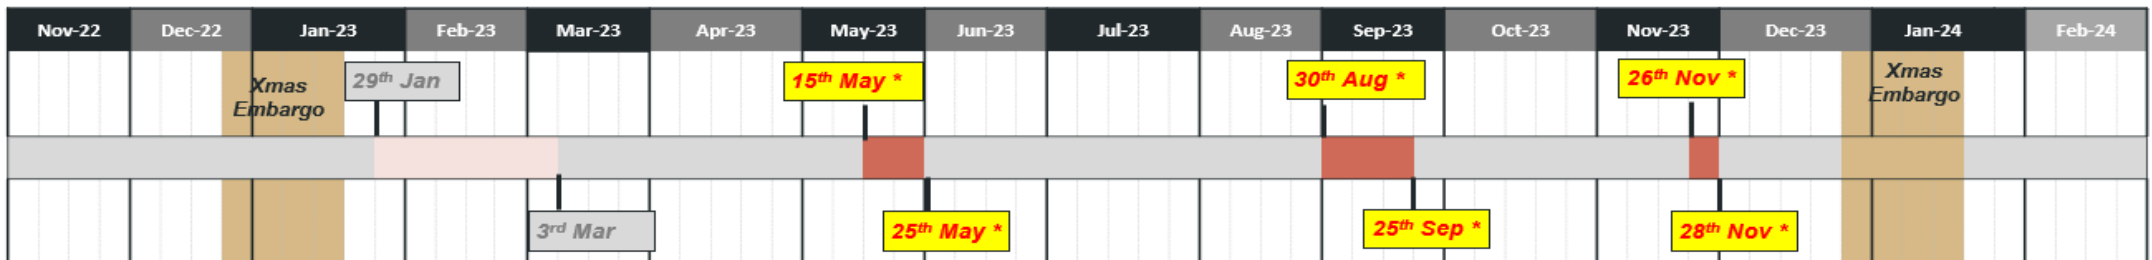 Nov-22 Dec-22 Jan-23 Feb-23 Mar-23 Apr-23 May-23 Jun-23 Jul-23 Aug-23 Sep-23 Oct-23 Nov-23 Dec-23 Jan-24 Feb-24
Xmas
Embargo
29th Jan
15th May *
30th Aug *
26th Nov *
Xmas
Embargo
3rd Mar
25th May *
25th Sep *
28th Nov *